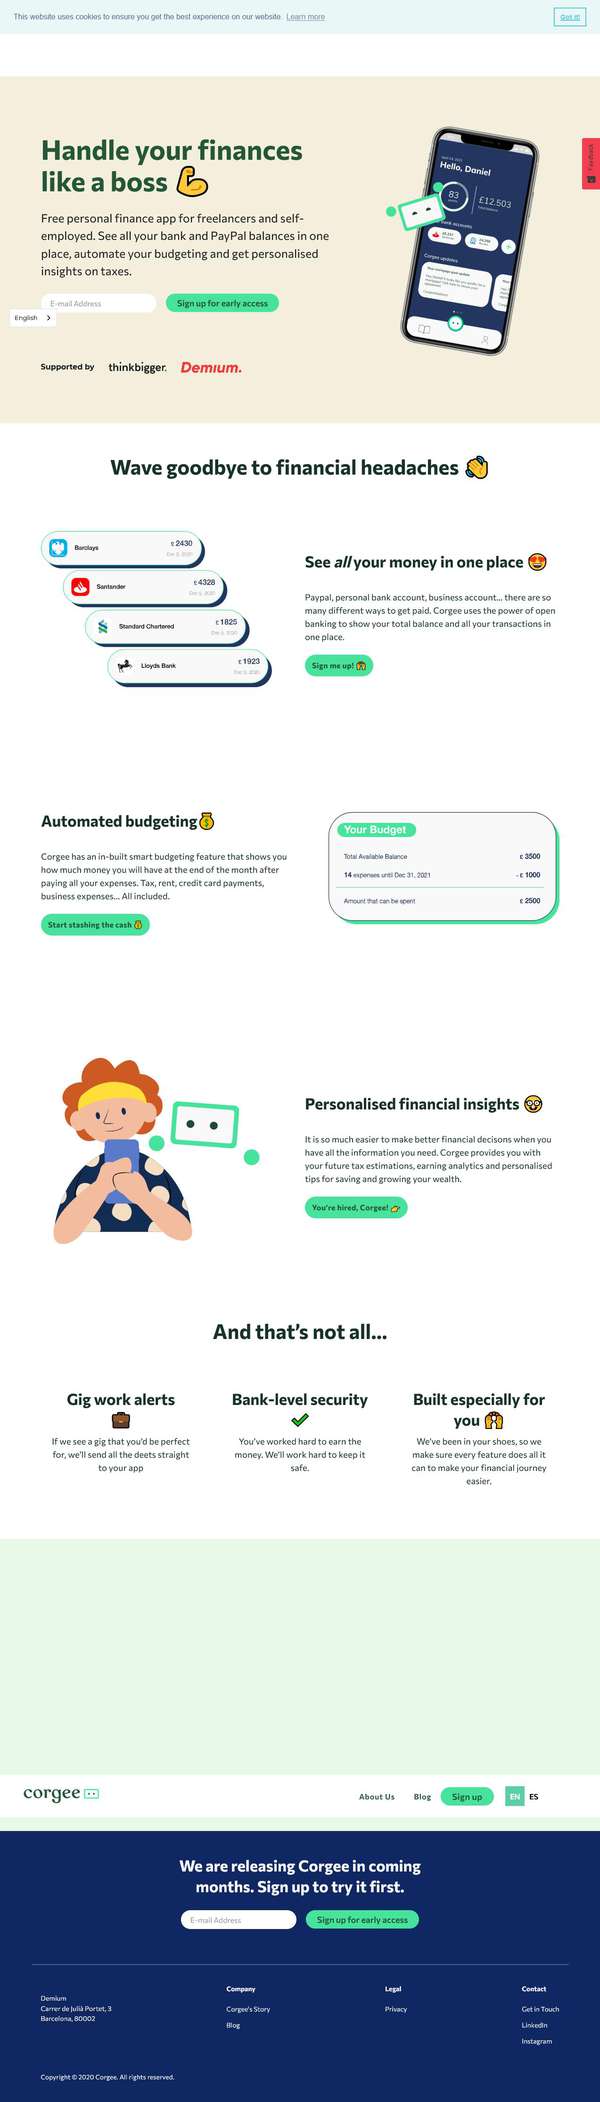 This website uses cookies to ensure you get the best experience on our website. Learn more
Got it!
Feedback
Handle your finances
like a boss
Free personal finance app for freelancers and self-
employed. See all your bank and PayPal balances in one
place, automate your budgeting and get personalised
insights on taxes.
E-mail Address
Sign up for early access
English
Supported by
thinkbigger.
Demium.
Hello, Daniel
83
£12.503
Corgee updates
Wave goodbye to financial headaches
Barclays
£ 2430
Dec 5, 2020
Santander
£ 4328
Dec 5, 2020
Standard Chartered
£ 1825
Dec 5, 2020
Lloyds Bank
£ 1923
Dec 5, 2020
See all your money in one place
Paypal, personal bank account, business account... there are so
many different ways to get paid. Corgee uses the power of open
banking to show your total balance and all your transactions in
one place.
Sign me up!
Automated budgeting
Corgee has an in-built smart budgeting feature that shows you
how much money you will have at the end of the month after
paying all your expenses. Tax, rent, credit card payments,
business expenses... All included.
Start stashing the cash
Your Budget
Total Available Balance
£ 3500
14 expenses until Dec 31, 2021
- £ 1000
Amount that can be spent
£ 2500
Personalised financial insights
It is so much easier to make better financial decisons when you
have all the information you need. Corgee provides you with
your future tax estimations, earning analytics and personalised
tips for saving and growing your wealth.
You're hired, Corgee!
And that's not all...
Gig work alerts
If we see a gig that you'd be perfect
for, we'll send all the deets straight
to your app
Bank-level security
You've worked hard to earn the
money. We'll work hard to keep it
safe.
Built especially for
you
We've been in your shoes, so we
make sure every feature does all it
can to make your financial journey
easier.
corgee
About Us
Blog
Sign up
EN
ES
We are releasing Corgee in coming
months. Sign up to try it first.
E-mail Address
Sign up for early access
Demium
Carrer de Julià Portet, 3
Barcelona, 80002
Company
Corgee's Story
Blog
Legal
Privacy
Contact
Get in Touch
LinkedIn
Instagram
Copyright © 2020 Corgee. All rights reserved.